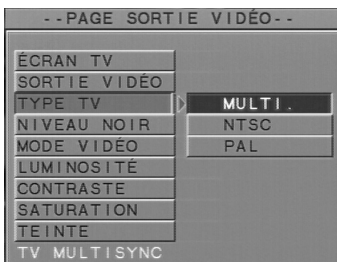 --PAGE SORTIE VIDÉO--
ÉCRAN TV
SORTIE VIDÉO
TYPE TV MULTI.
NIVEAU NOIR NTSC
MODE VIDÉO PAL
LUMINOSITÉ
CONTRASTE
SATURATION
TEINTE
TV MULTISYNC